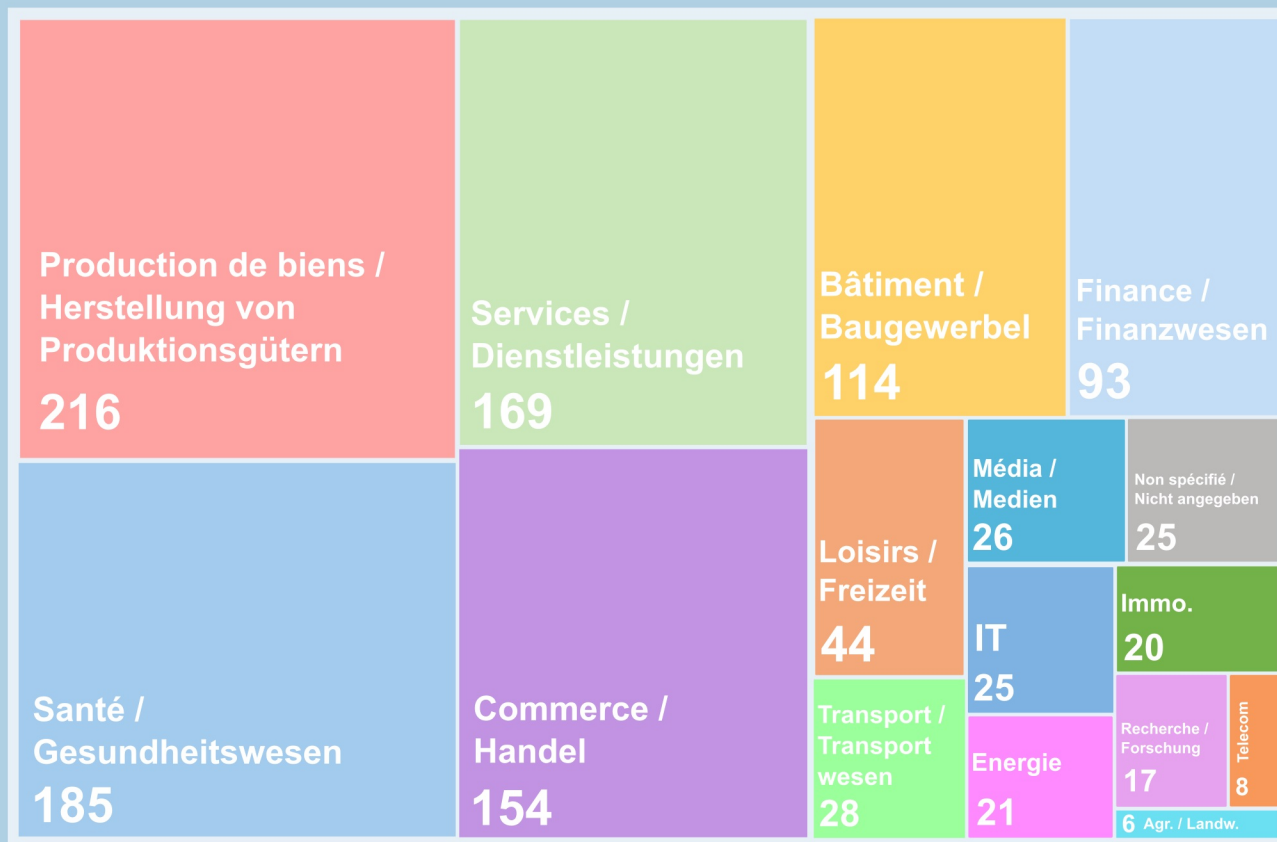 Production de biens /
Herstellung von
Produktionsgütern
216
Services /
Dienstleistungen
169
Bâtiment /
Baugewerbel
114
Finance /
Finanzwesen
93
Santé /
Gesundheitswesen
185
Commerce /
Handel
154
Loisirs /
Freizeit
44
Média /
Medien
26
Non spécifié /
Nicht angegeben
25
IT
25
Immo.
20
Transport /
Transport
wesen
28
Energie
21
Recherche /
Forschung
17
Telecom
8
6 Agr. / Landw.